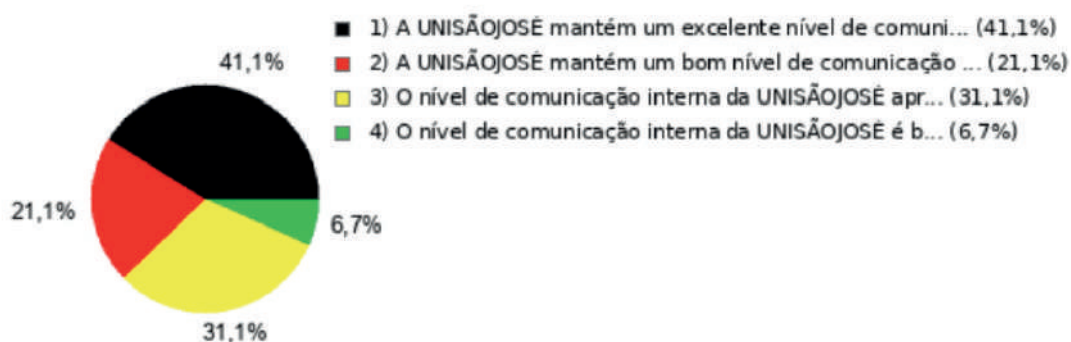 1) A UNISÃOJOSÉ mantém um excelente nível de comuni... (41,1%)
2) A UNISÃOJOSÉ mantém um bom nível de comunicação ... (21,1%)
3) O nível de comunicação interna da UNISÃOJOSÉ apr... (31,1%)
4) O nível de comunicação interna da UNISÃOJOSÉ é b... (6,7%)
41,1%
21,1%
6,7%
31,1%